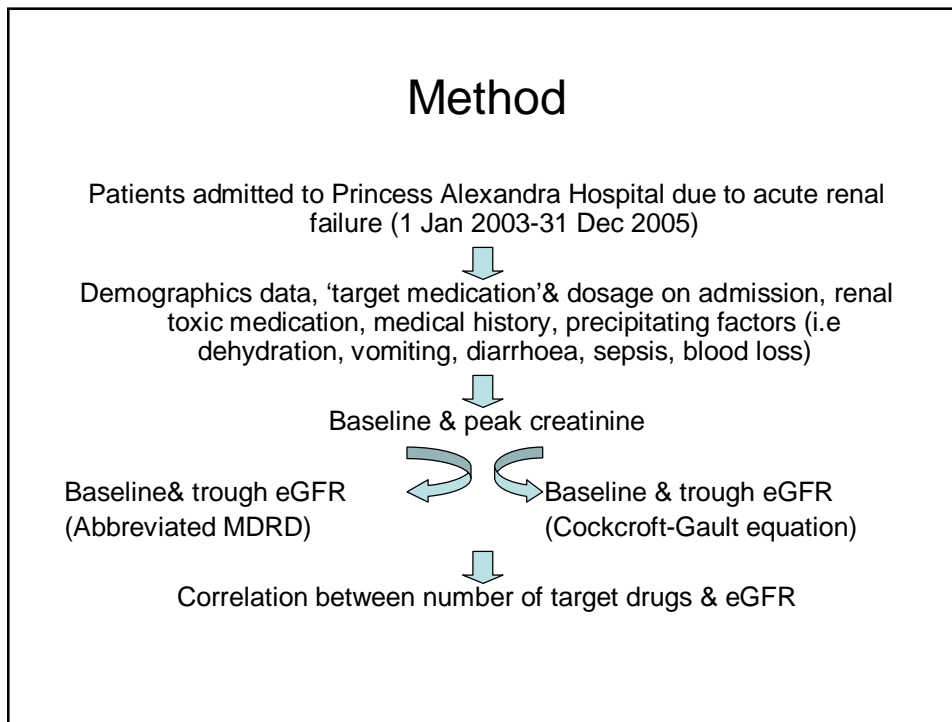 Method
Patients admitted to Princess Alexandra Hospital due to acute renal
failure (1 Jan 2003-31 Dec 2005)
Demographics data, ‘target medication’& dosage on admission, renal
toxic medication, medical history, precipitating factors (i.e
dehydration, vomiting, diarrhoea, sepsis, blood loss)
Baseline & peak creatinine
Baseline& trough eGFR
(Abbreviated MDRD)
Baseline & trough eGFR
(Cockcroft-Gault equation)
Correlation between number of target drugs & eGFR